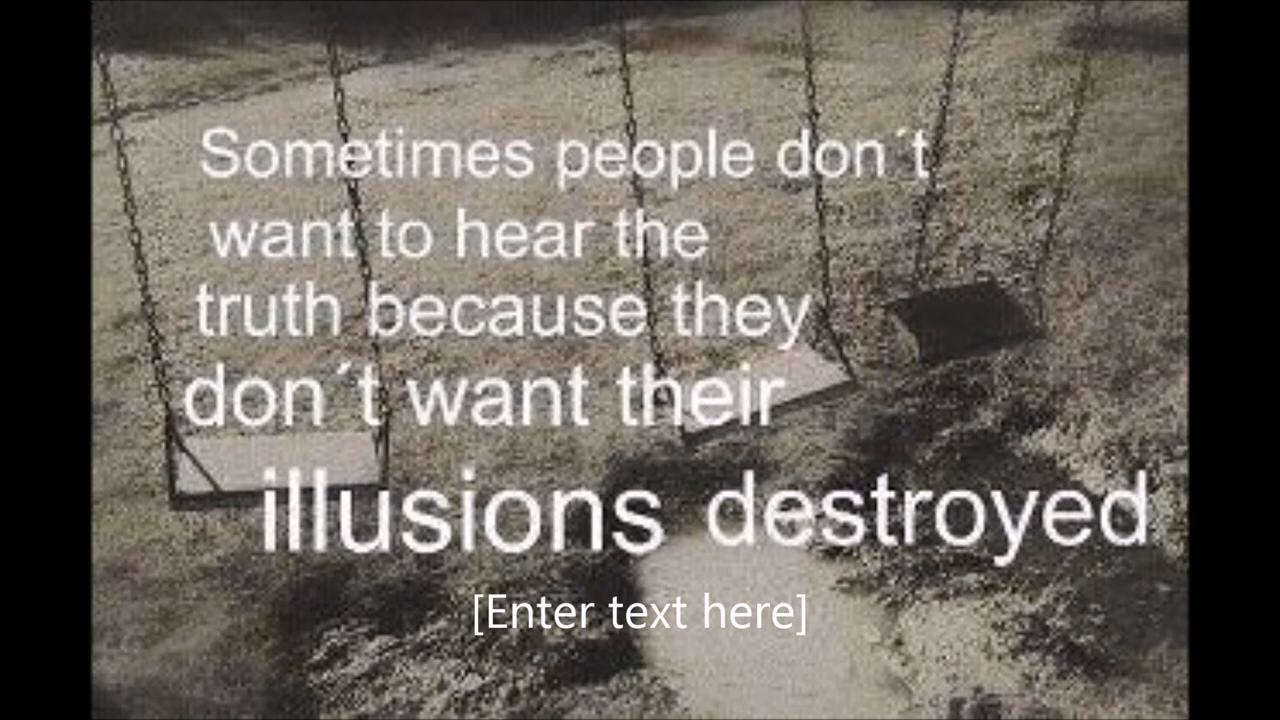 Sometimes people don´t
want to hear the
truth because they
don´t want their
illusions destroyed
[Enter text here]